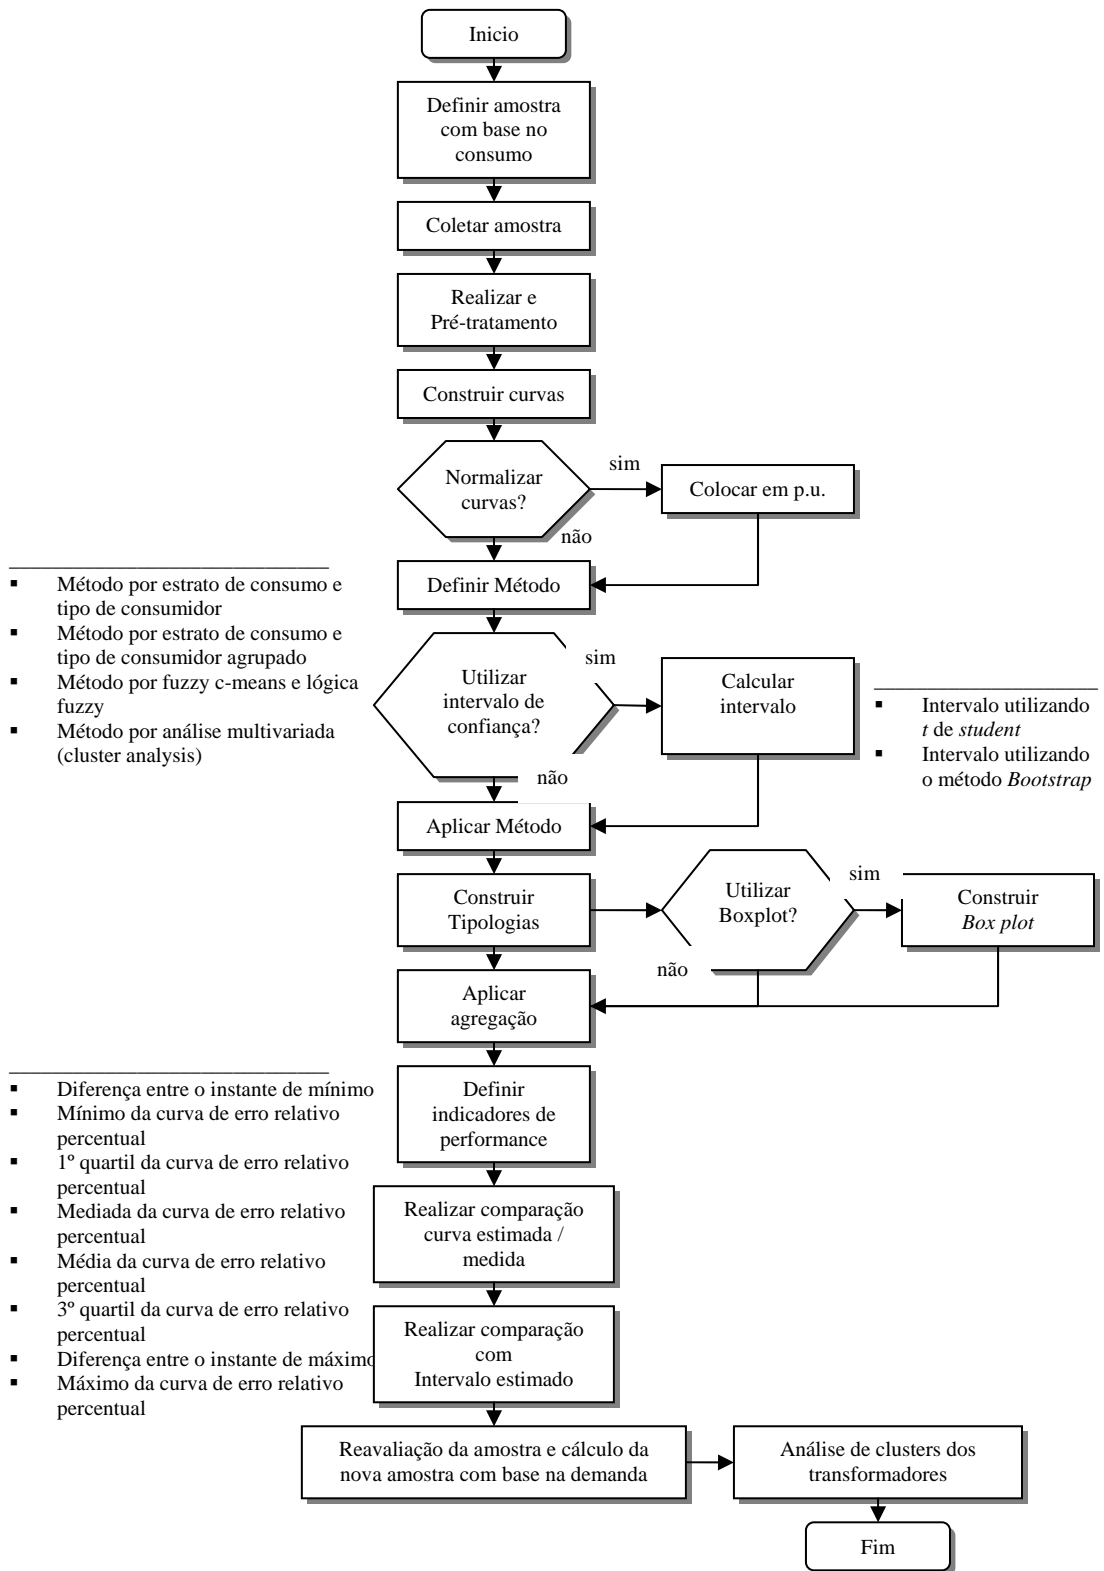 Inicio
Definir amostra
com base no
consumo
Coletar amostra
Realizar e
Pré-tratamento
Construir curvas
Normalizar
curvas?
sim
Colocar em p.u.
não
Definir Método
▪ Método por estrato de consumo e
tipo de consumidor
▪ Método por estrato de consumo e
tipo de consumidor agrupado
▪ Método por fuzzy c-means e lógica
fuzzy
▪ Método por análise multivariada
(cluster analysis)
Utilizar
intervalo de
confiança?
sim
Calcular
intervalo
▪ Intervalo utilizando
t de student
▪ Intervalo utilizando
o método Bootstrap
não
Aplicar Método
Construir
Tipologias
Utilizar
Boxplot?
sim
Construir
Box plot
não
Aplicar
agregação
Definir
indicadores de
performance
▪ Diferença entre o instante de mínimo
▪ Mínimo da curva de erro relativo
percentual
▪ 1º quartil da curva de erro relativo
percentual
▪ Mediada da curva de erro relativo
percentual
▪ Média da curva de erro relativo
percentual
▪ 3º quartil da curva de erro relativo
percentual
▪ Diferença entre o instante de máximo
▪ Máximo da curva de erro relativo
percentual
Realizar comparação
curva estimada /
medida
Realizar comparação
com
Intervalo estimado
Reavaliação da amostra e cálculo da
nova amostra com base na demanda
Análise de clusters dos
transformadores
Fim